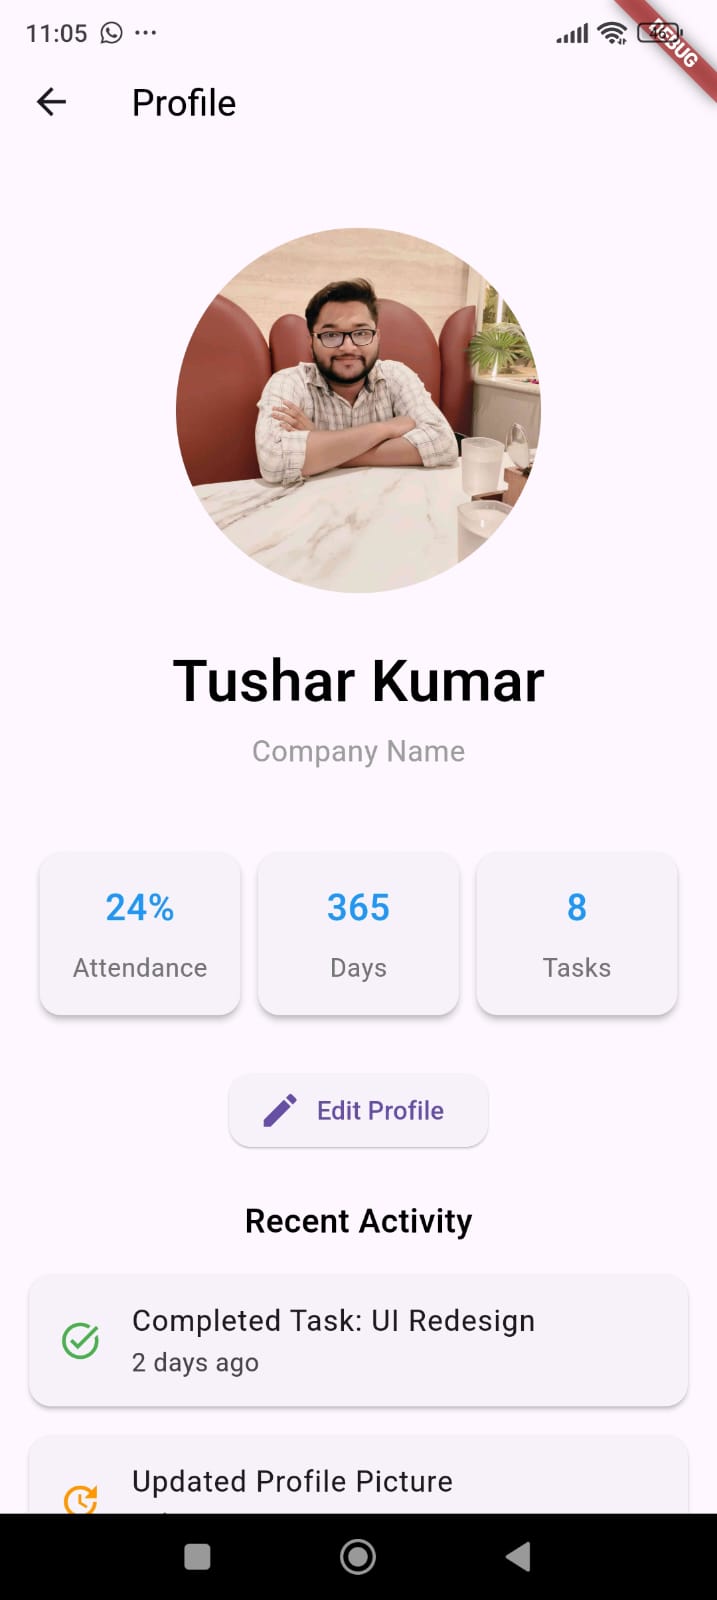 11:05
DEBUG
Profile
Tushar Kumar
Company Name
24% 365 8
Attendance Days Tasks
Edit Profile
Recent Activity
Completed Task: UI Redesign
2 days ago
Updated Profile Picture